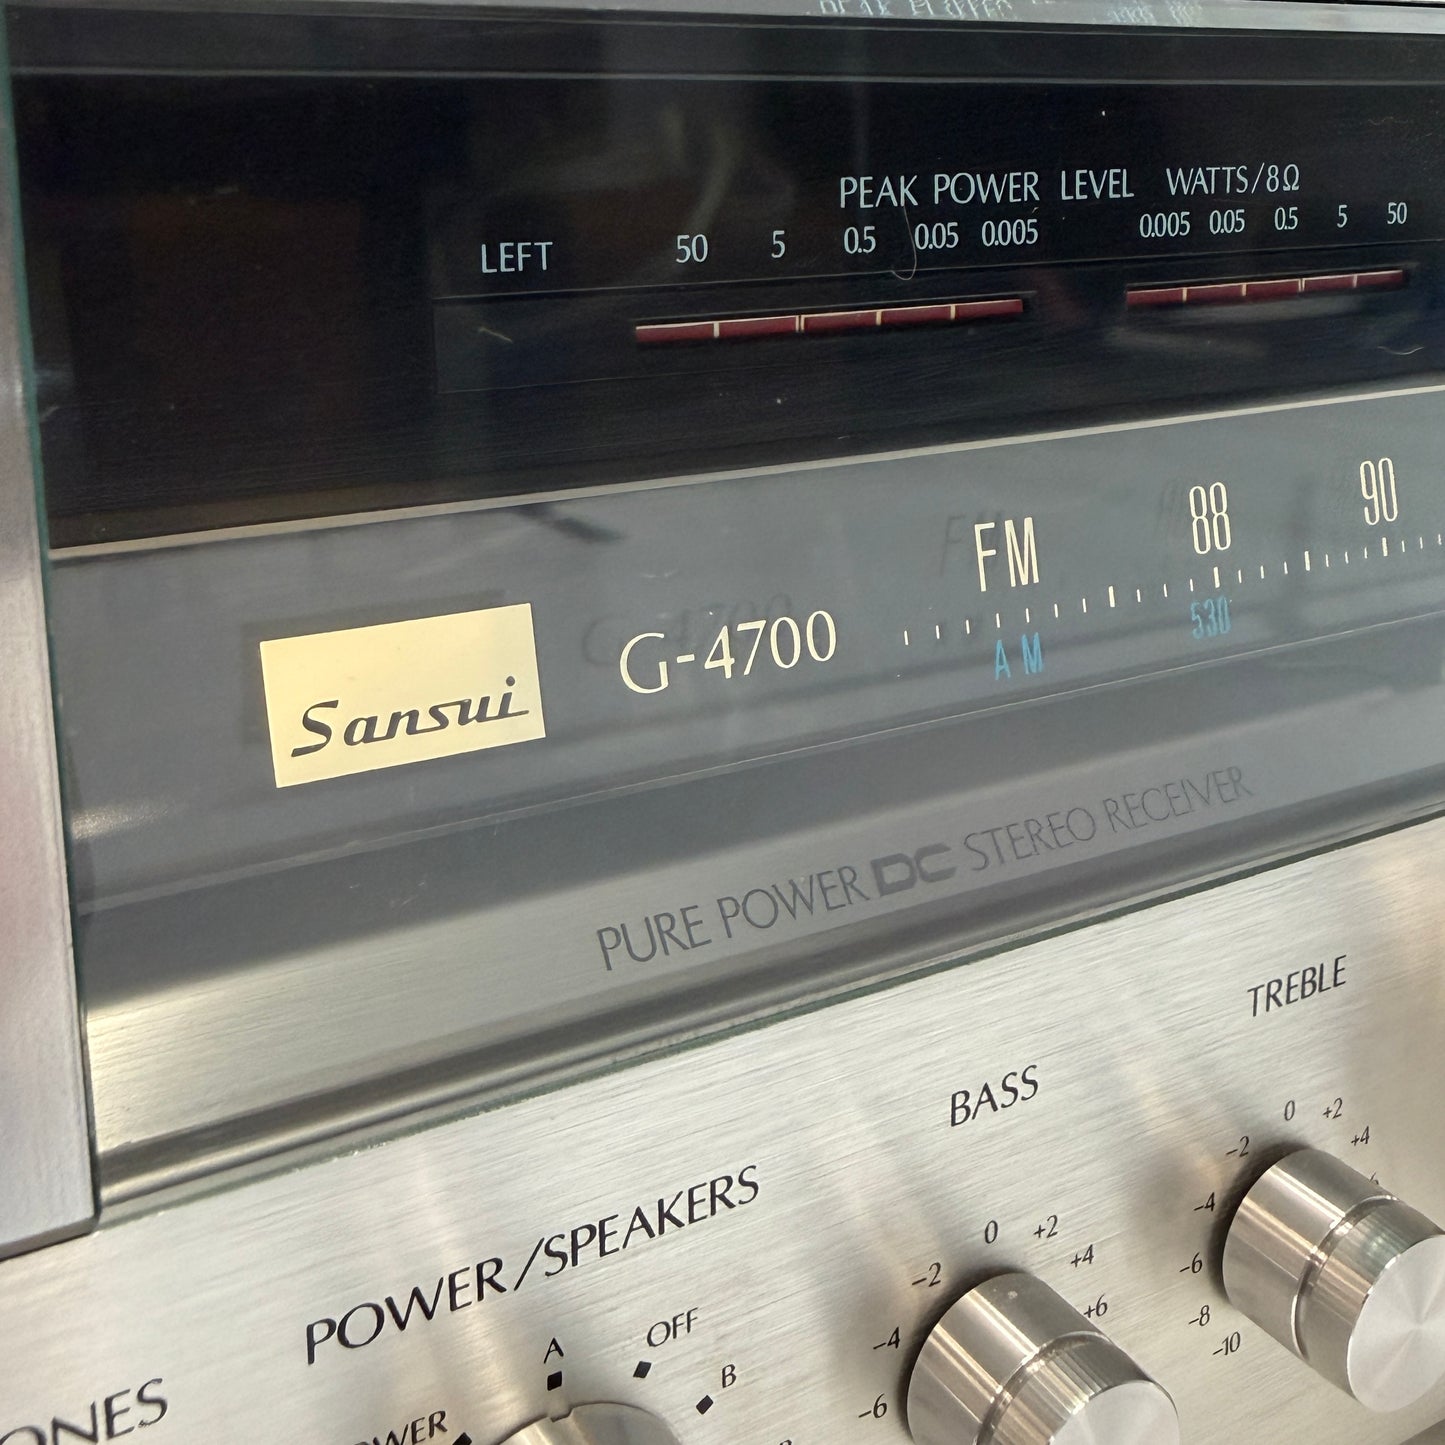 PEAK POWER LEVEL WATTS/8Ω
LEFT 50 5 0.5 0.05 0.005 0.005 0.05 0.5 5 50
FM 88 90
Sansui G-4700
AM 530
PURE POWER DC STEREO RECEIVER
TREBLE
-2 0 +2 +4
-4
-6
-8
-10
BASS
-2 0 +2 +4 +6
-4
-6
POWER/SPEAKERS
A OFF B